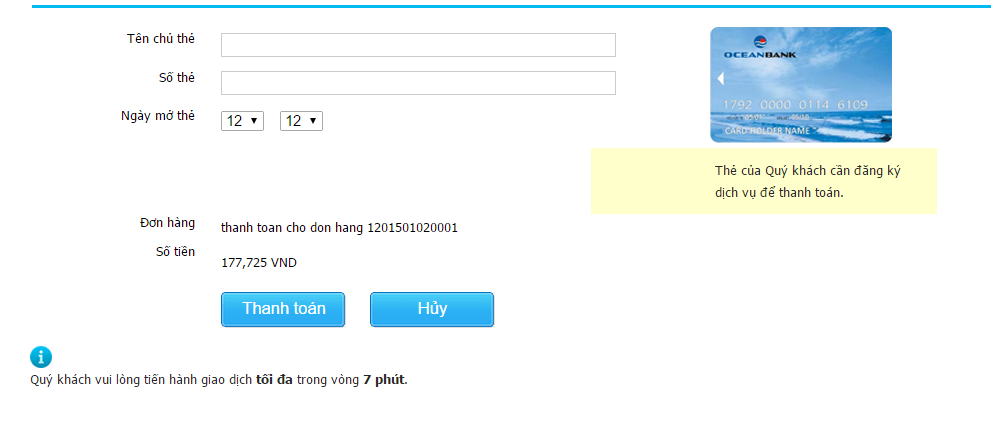 Tên chủ thẻ
OCEANBANK
Số thẻ
1792 0000 0114 6109
CARD HOLDER NAME
Ngày mở thẻ
12 12
Thẻ của Quý khách cần đăng ký
dịch vụ để thanh toán.
Đơn hàng
thanh toan cho don hang 1201501020001
Số tiền
177,725 VND
Thanh toán Hủy
Quý khách vui lòng tiến hành giao dịch tối đa trong vòng 7 phút.